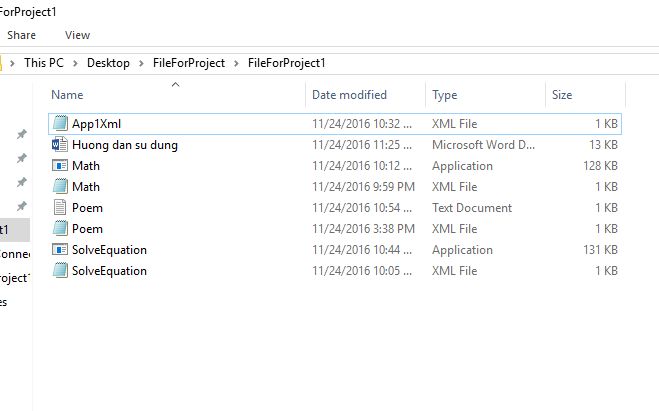 ForProject1
Share View
This PC > Desktop > FileForProject > FileForProject1
Name Date modified Type Size
App1Xml 11/24/2016 10:32 ... XML File 1 KB
Huong dan su dung 11/24/2016 11:25 ... Microsoft Word D... 13 KB
Math 11/24/2016 10:12 ... Application 128 KB
Math 11/24/2016 9:59 PM XML File 1 KB
Poem 11/24/2016 10:54 ... Text Document 1 KB
Poem 11/24/2016 3:38 PM XML File 1 KB
t1 SolveEquation 11/24/2016 10:44 ... Application 131 KB
Connec SolveEquation 11/24/2016 10:05 ... XML File 1 KB
roject1
es